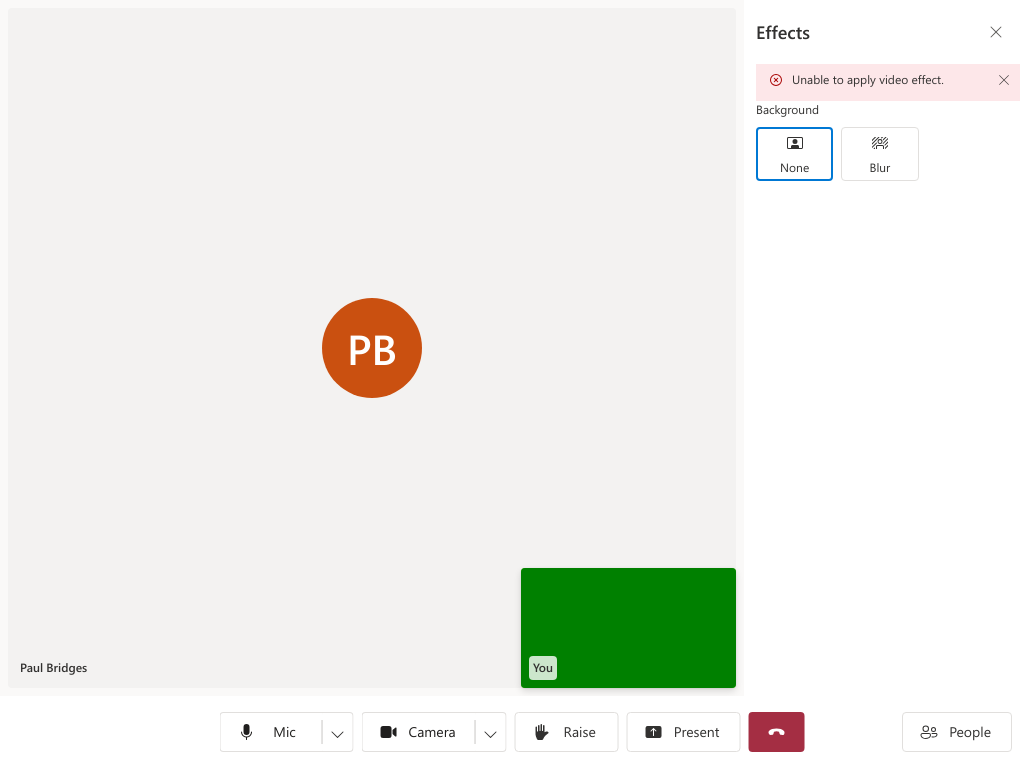 Effects
Unable to apply video effect.
Background
None
Blur
PB
Paul Bridges
You
Mic
Camera
Raise
Present
People